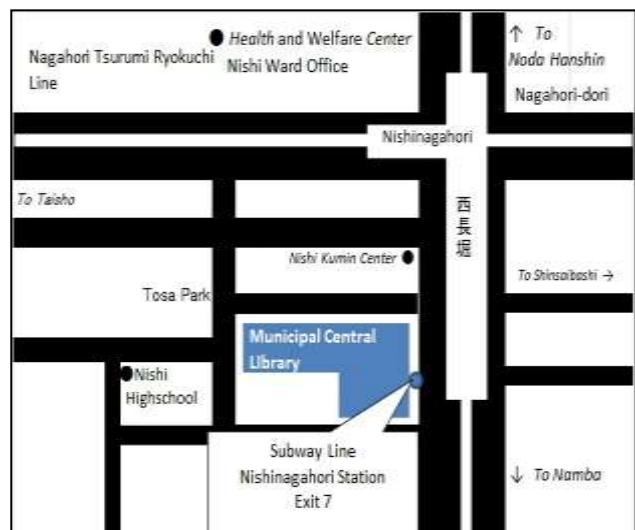 Health and Welfare Center
Nishi Ward Office
Nagahori Tsurumi Ryokuchi
Line
↑ To
Noda Hanshin
Nagahori-dori
Nishinagahori
To Taisho
西長堀
Nishi Kumin Center
To Shinsaibashi →
Tosa Park
Municipal Central
Library
Nishi
Highschool
Subway Line
Nishinagahori Station
Exit 7
↓ To Namba